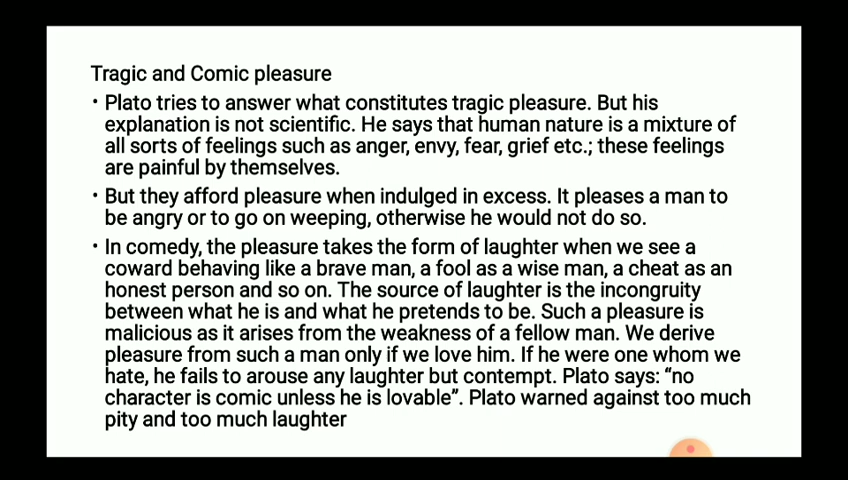 Tragic and Comic pleasure
• Plato tries to answer what constitutes tragic pleasure. But his
explanation is not scientific. He says that human nature is a mixture of
all sorts of feelings such as anger, envy, fear, grief etc.; these feelings
are painful by themselves.
• But they afford pleasure when indulged in excess. It pleases a man to
be angry or to go on weeping, otherwise he would not do so.
• In comedy, the pleasure takes the form of laughter when we see a
coward behaving like a brave man, a fool as a wise man, a cheat as an
honest person and so on. The source of laughter is the incongruity
between what he is and what he pretends to be. Such a pleasure is
malicious as it arises from the weakness of a fellow man. We derive
pleasure from such a man only if we love him. If he were one whom we
hate, he fails to arouse any laughter but contempt. Plato says: “no
character is comic unless he is lovable”. Plato warned against too much
pity and too much laughter